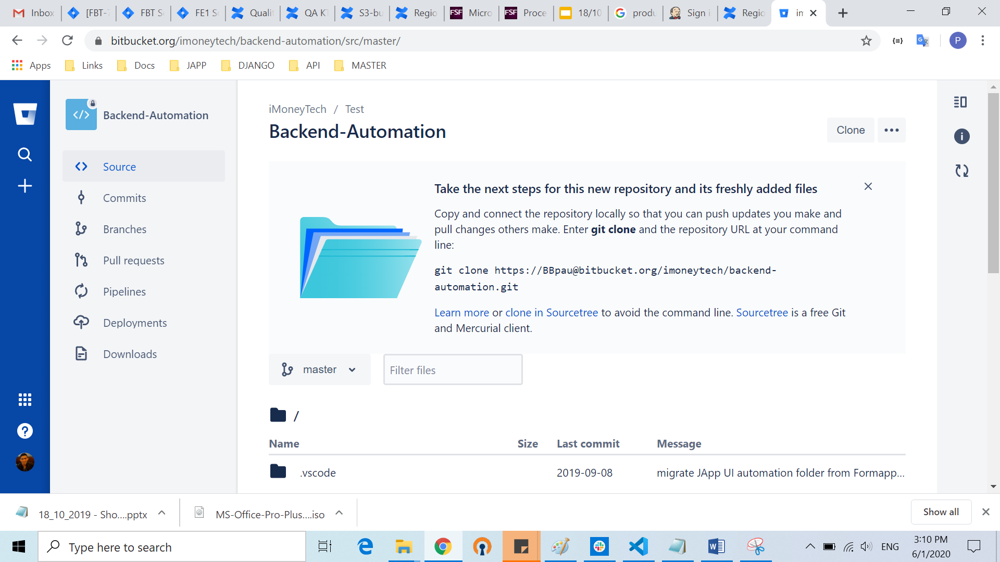 Inbox
[FBT-
FBT S
FE1 S
Qualif
QA KT
S3-bu
Regio
FSF Micro
FSF Proce
18/10
produ
Sign i
Regio
im
bitbucket.org/imoneytech/backend-automation/src/master/
P
Apps
Links
Docs
JAPP
DJANGO
API
MASTER
Backend-Automation
Source
Commits
Branches
Pull requests
Pipelines
Deployments
Downloads
iMoneyTech / Test
Backend-Automation
Clone
Take the next steps for this new repository and its freshly added files
Copy and connect the repository locally so that you can push updates you make and
pull changes others make. Enter git clone and the repository URL at your command
line:
git clone https://BBpau@bitbucket.org/imoneytech/backend-
automation.git
Learn more or clone in Sourcetree to avoid the command line. Sourcetree is a free Git
and Mercurial client.
master
Filter files
/
Name Size Last commit Message
.vscode 2019-09-08 migrate JApp UI automation folder from Formapp...
18_10_2019 - Sho....pptx
MS-Office-Pro-Plus....iso
Show all
Type here to search
ENG
3:10 PM
6/1/2020